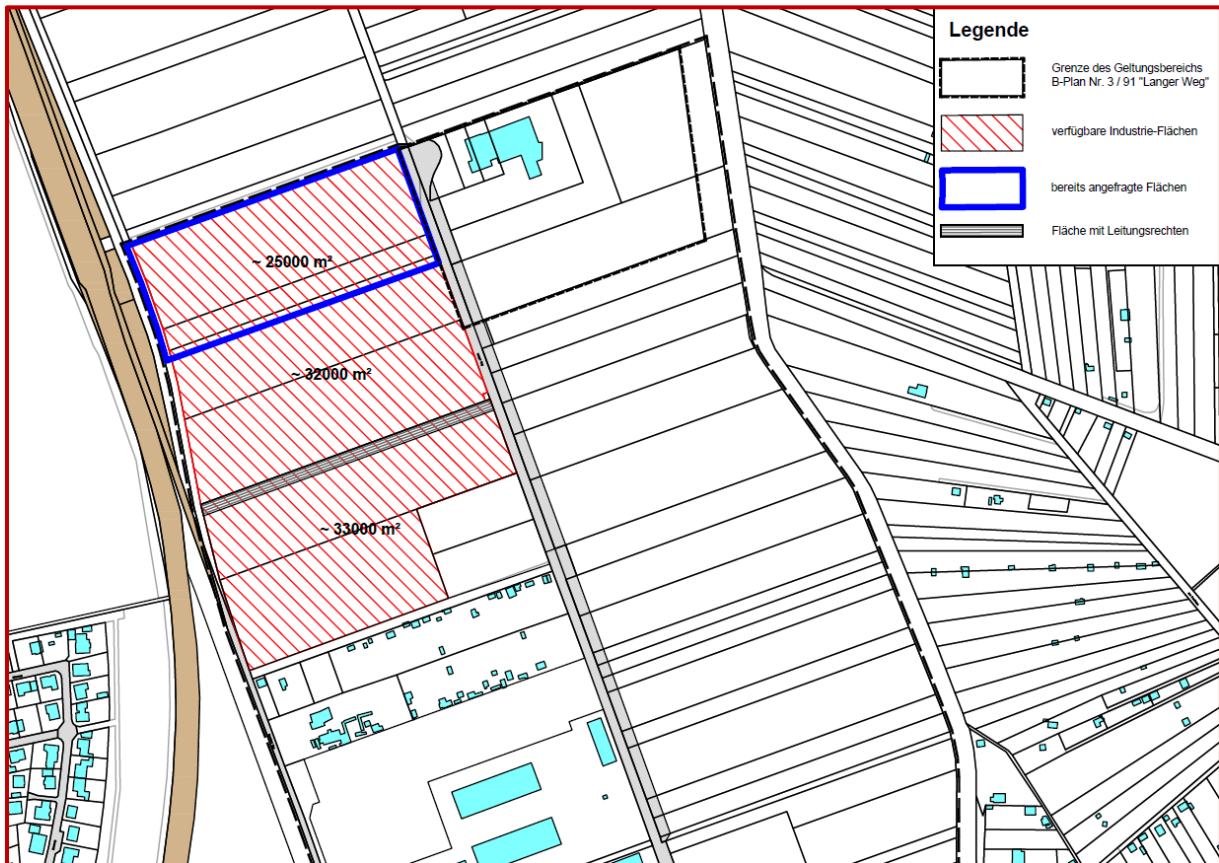 Legende
Grenze des Geltungsbereichs
B-Plan Nr. 3 / 91 "Langer Weg"
verfügbare Industrie-Flächen
bereits angefragte Flächen
Fläche mit Leitungsrechten
~ 25000 m²
~ 32000 m²
~ 33000 m²